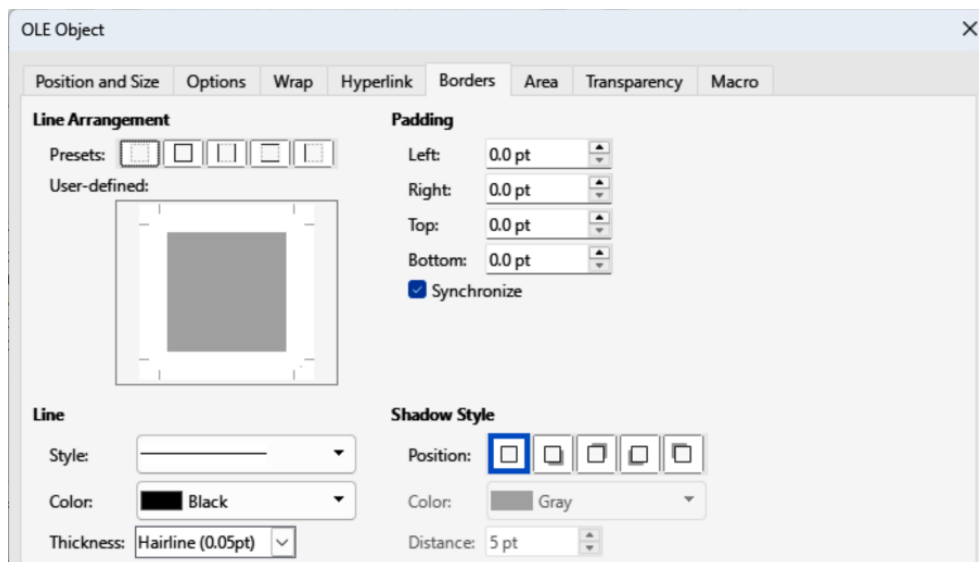 OLE Object
Position and Size Options Wrap Hyperlink Borders Area Transparency Macro
Line Arrangement
Presets:
User-defined:
Padding
Left: 0.0 pt
Right: 0.0 pt
Top: 0.0 pt
Bottom: 0.0 pt
Synchronize
Line
Style:
Color: Black
Thickness: Hairline (0.05pt)
Shadow Style
Position:
Color: Gray
Distance: 5 pt